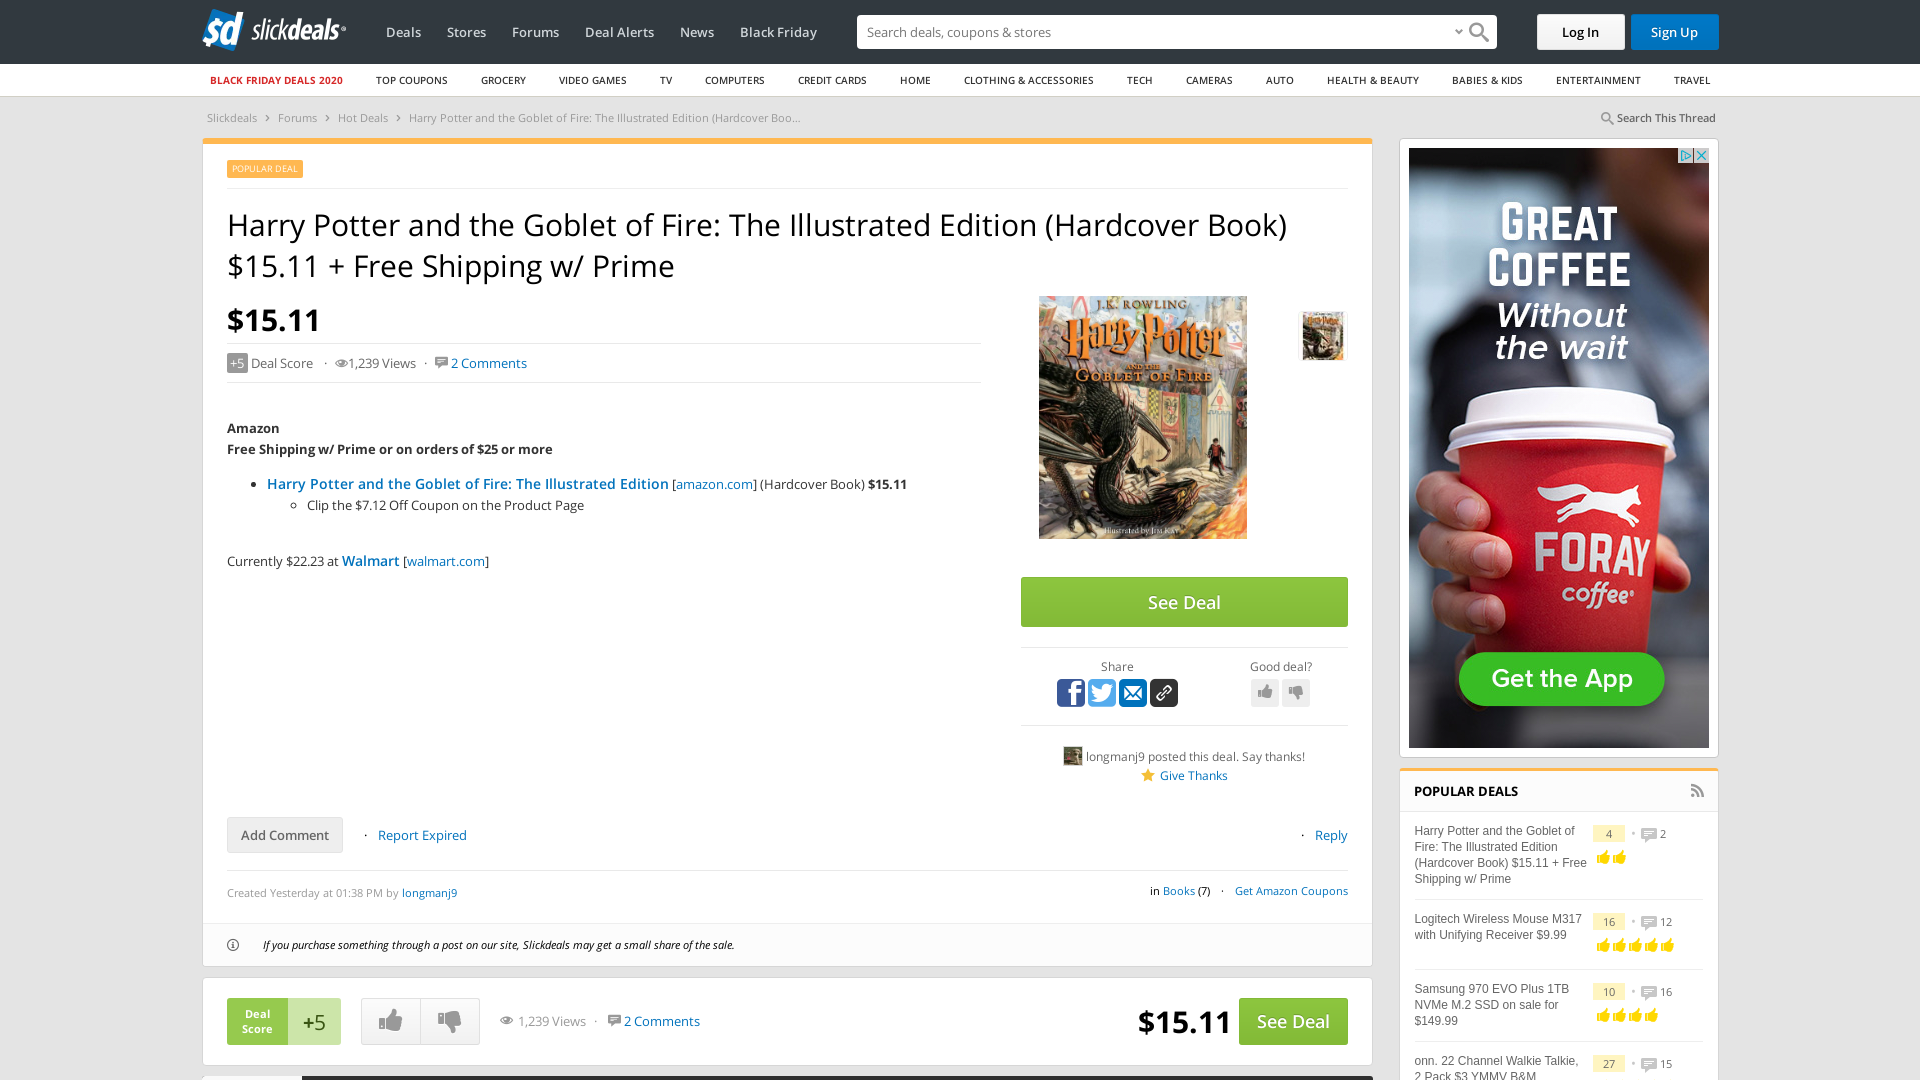 sd slickdeals
Deals
Stores
Forums
Deal Alerts
News
Black Friday
Search deals, coupons & stores
Log In
Sign Up
BLACK FRIDAY DEALS 2020
TOP COUPONS
GROCERY
VIDEO GAMES
TV
COMPUTERS
CREDIT CARDS
HOME
CLOTHING & ACCESSORIES
TECH
CAMERAS
AUTO
HEALTH & BEAUTY
BABIES & KIDS
ENTERTAINMENT
TRAVEL
Slickdeals › Forums › Hot Deals › Harry Potter and the Goblet of Fire: The Illustrated Edition (Hardcover Boo...
Search This Thread
POPULAR DEAL
Harry Potter and the Goblet of Fire: The Illustrated Edition (Hardcover Book)
$15.11 + Free Shipping w/ Prime
$15.11
+5 Deal Score · 1,239 Views · 2 Comments
Amazon
Free Shipping w/ Prime or on orders of $25 or more
Harry Potter and the Goblet of Fire: The Illustrated Edition [amazon.com] (Hardcover Book) $15.11
Clip the $7.12 Off Coupon on the Product Page
Currently $22.23 at Walmart [walmart.com]
J.K. ROWLING
Harry Potter
AND THE
GOBLET OF FIRE
Illustrated by JIM KAY
See Deal
Share
Good deal?
longmanj9 posted this deal. Say thanks!
Give Thanks
Add Comment
· Report Expired
· Reply
Created Yesterday at 01:38 PM by longmanj9
in Books (7) · Get Amazon Coupons
If you purchase something through a post on our site, Slickdeals may get a small share of the sale.
Deal
Score
+5
1,239 Views · 2 Comments
$15.11
See Deal
GREAT
COFFEE
Without
the wait
FORAY
coffee
Get the App
POPULAR DEALS
Harry Potter and the Goblet of
Fire: The Illustrated Edition
(Hardcover Book) $15.11 + Free
Shipping w/ Prime
4 • 2
Logitech Wireless Mouse M317
with Unifying Receiver $9.99
16 • 12
Samsung 970 EVO Plus 1TB
NVMe M.2 SSD on sale for
$149.99
10 • 16
onn. 22 Channel Walkie Talkie,
2 Pack $3 YMMV B&M
27 • 15